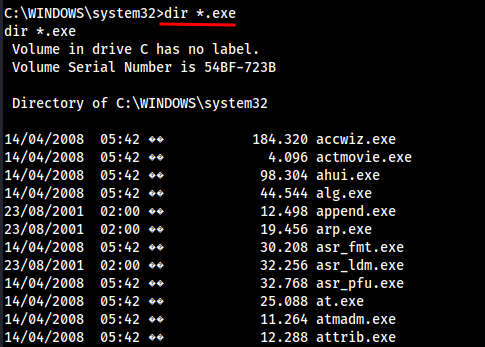 C:\WINDOWS\system32>dir *.exe
dir *.exe
 Volume in drive C has no label.
 Volume Serial Number is 54BF-723B

 Directory of C:\WINDOWS\system32

14/04/2008  05:42 ��           184.320 accwiz.exe
14/04/2008  05:42 ��             4.096 actmovie.exe
14/04/2008  05:42 ��            98.304 ahui.exe
14/04/2008  05:42 ��            44.544 alg.exe
23/08/2001  02:00 ��            12.498 append.exe
23/08/2001  02:00 ��            19.456 arp.exe
14/04/2008  05:42 ��            30.208 asr_fmt.exe
23/08/2001  02:00 ��            32.256 asr_ldm.exe
14/04/2008  05:42 ��            32.768 asr_pfu.exe
14/04/2008  05:42 ��            25.088 at.exe
14/04/2008  05:42 ��            11.264 atmadm.exe
14/04/2008  05:42 ��            12.288 attrib.exe